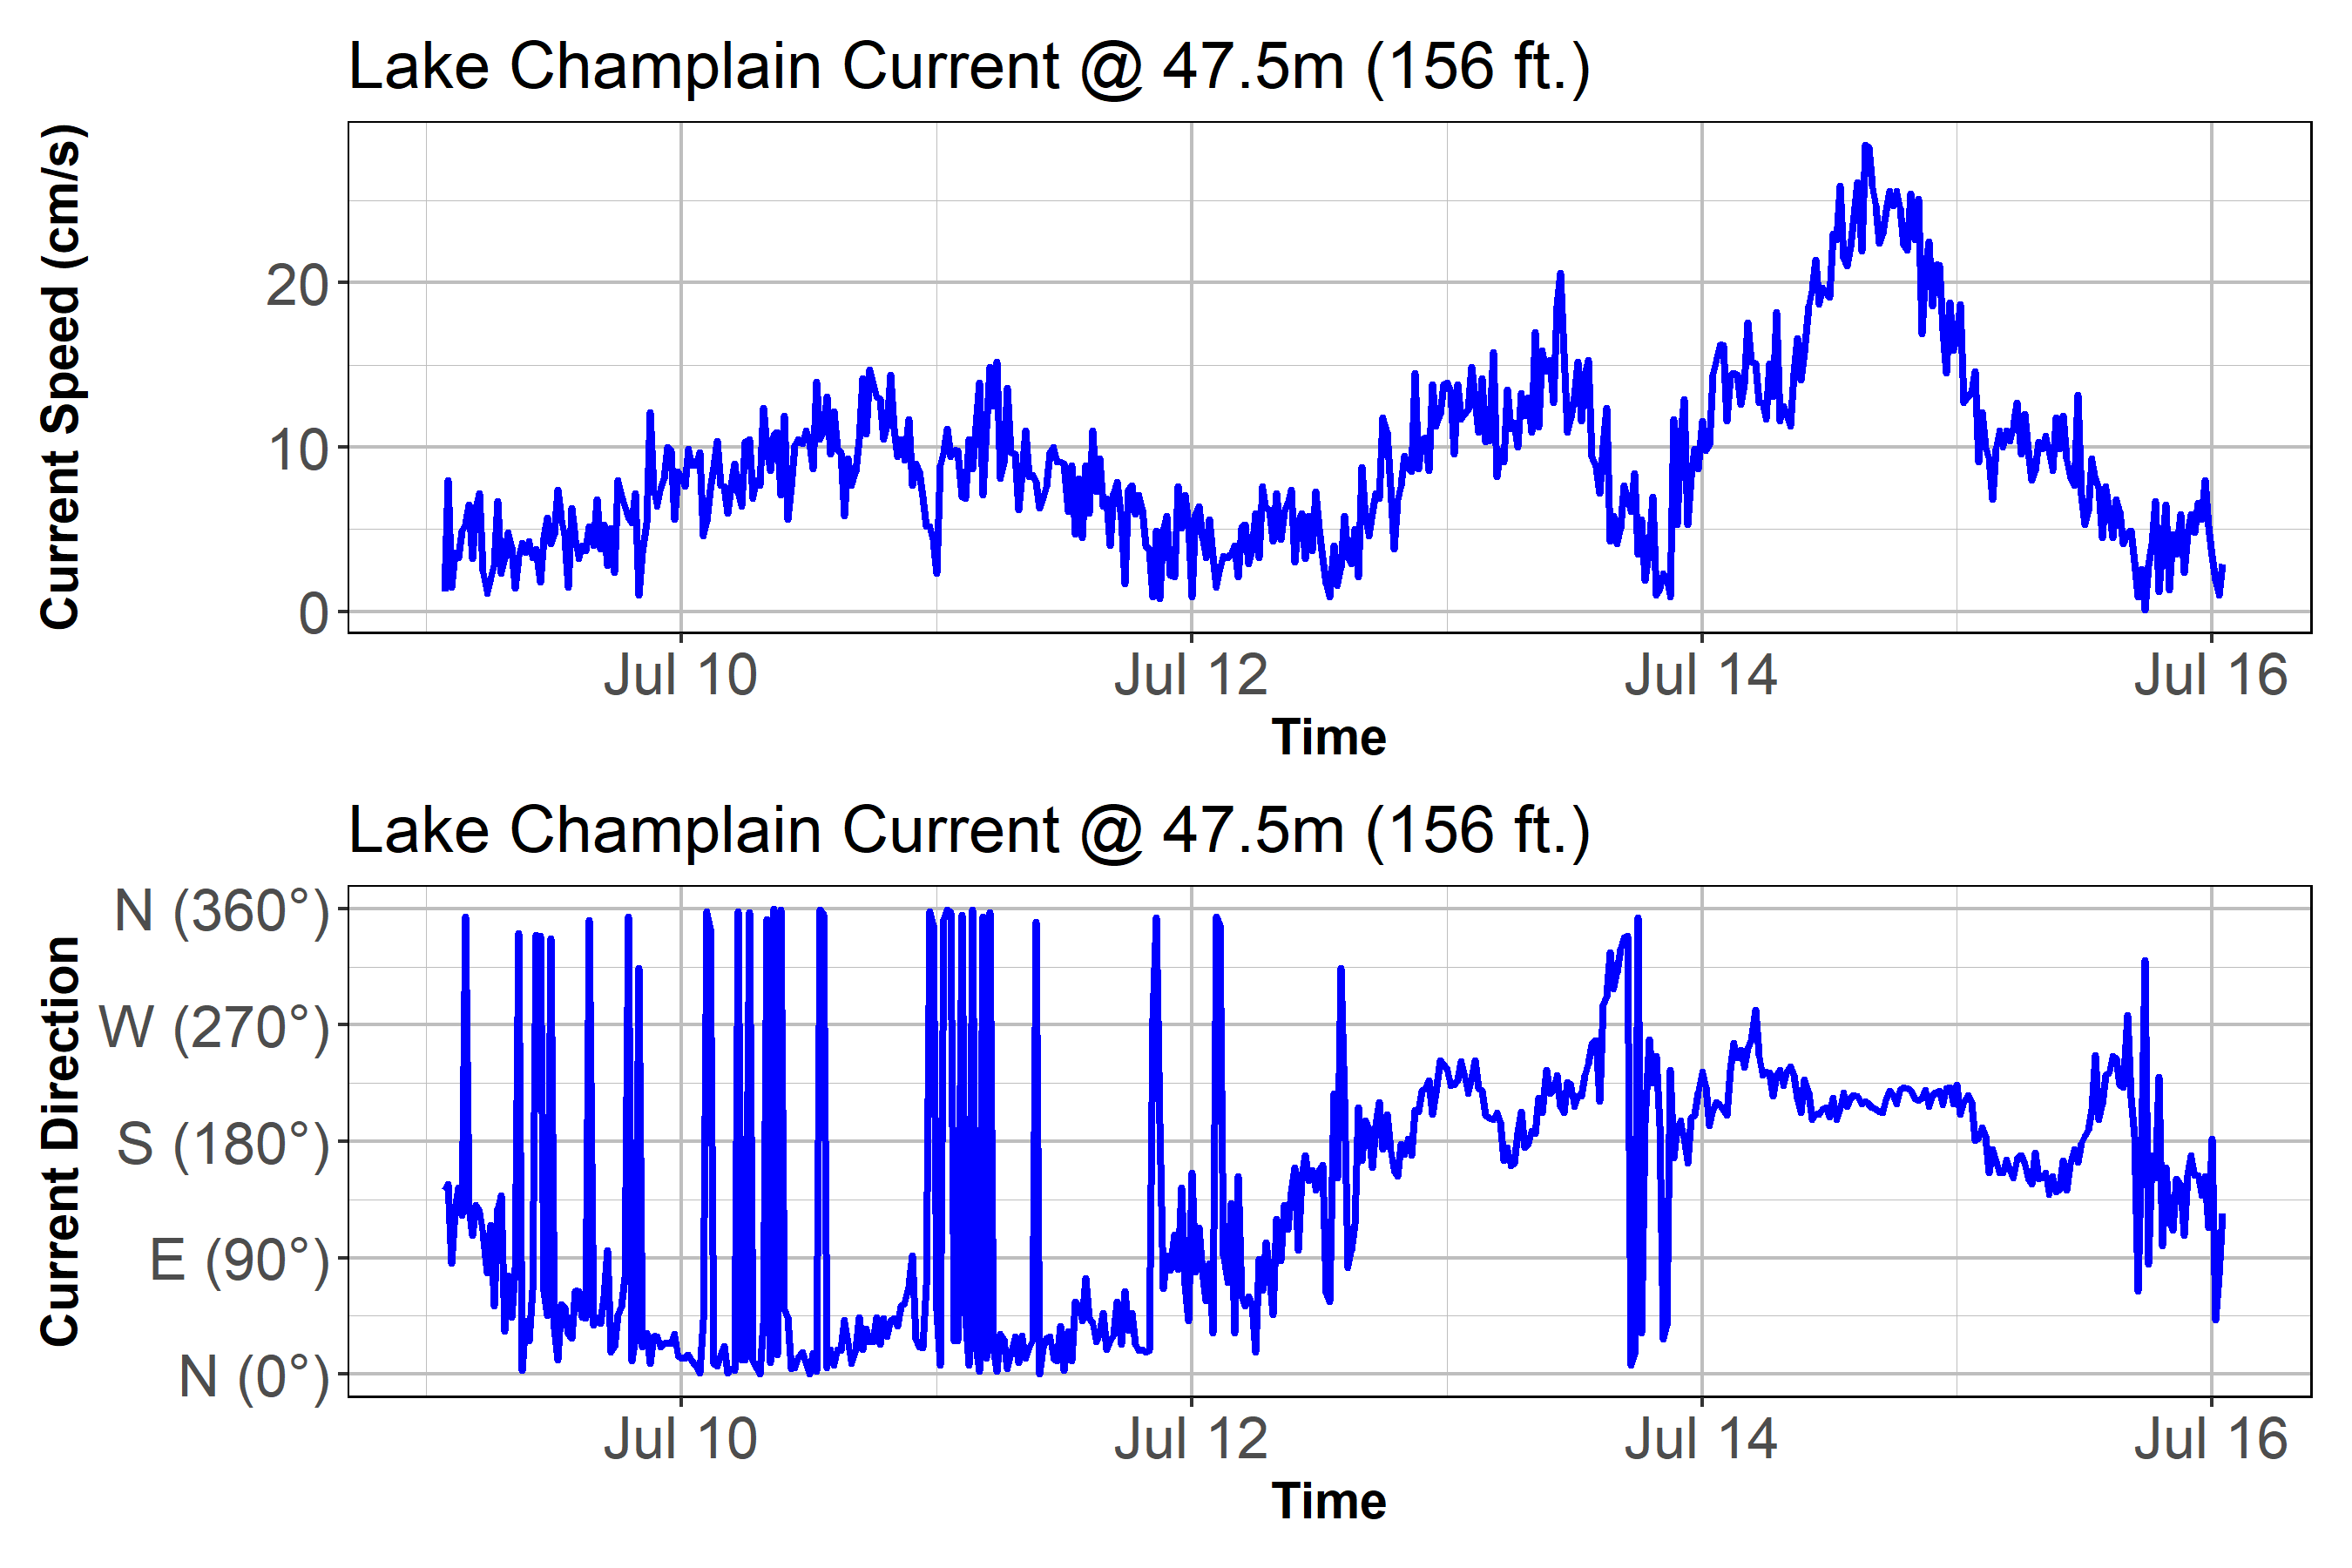 Lake Champlain Current @ 47.5m (156 ft.)
Current Speed (cm/s)
20
10
0
Jul 10 Jul 12 Jul 14 Jul 16
Time
Lake Champlain Current @ 47.5m (156 ft.)
Current Direction
N (360°)
W (270°)
S (180°)
E (90°)
N (0°)
Jul 10 Jul 12 Jul 14 Jul 16
Time